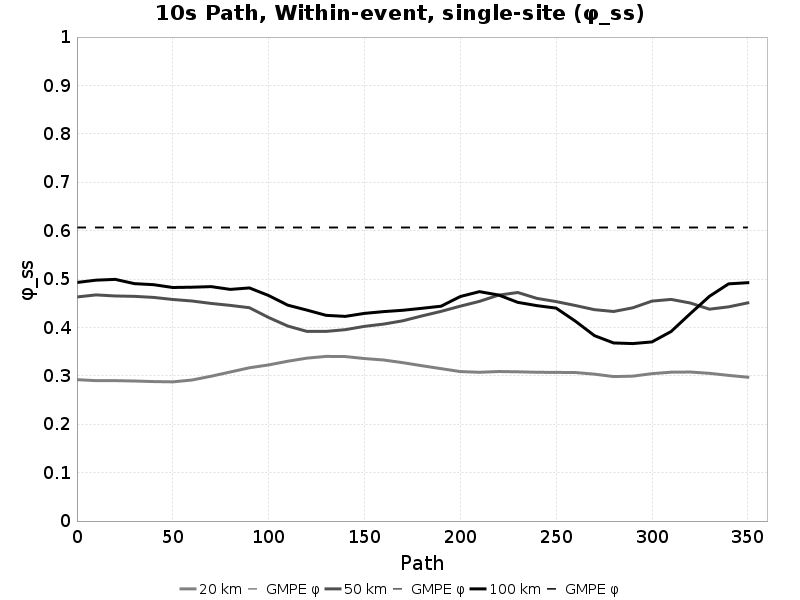 10s Path, Within-event, single-site (φ_ss)
1
0.9
0.8
0.7
0.6
0.5
0.4
0.3
0.2
0.1
0
φ_ss
0 50 100 150 200 250 300 350
Path
20 km GMPE φ 50 km GMPE φ 100 km GMPE φ